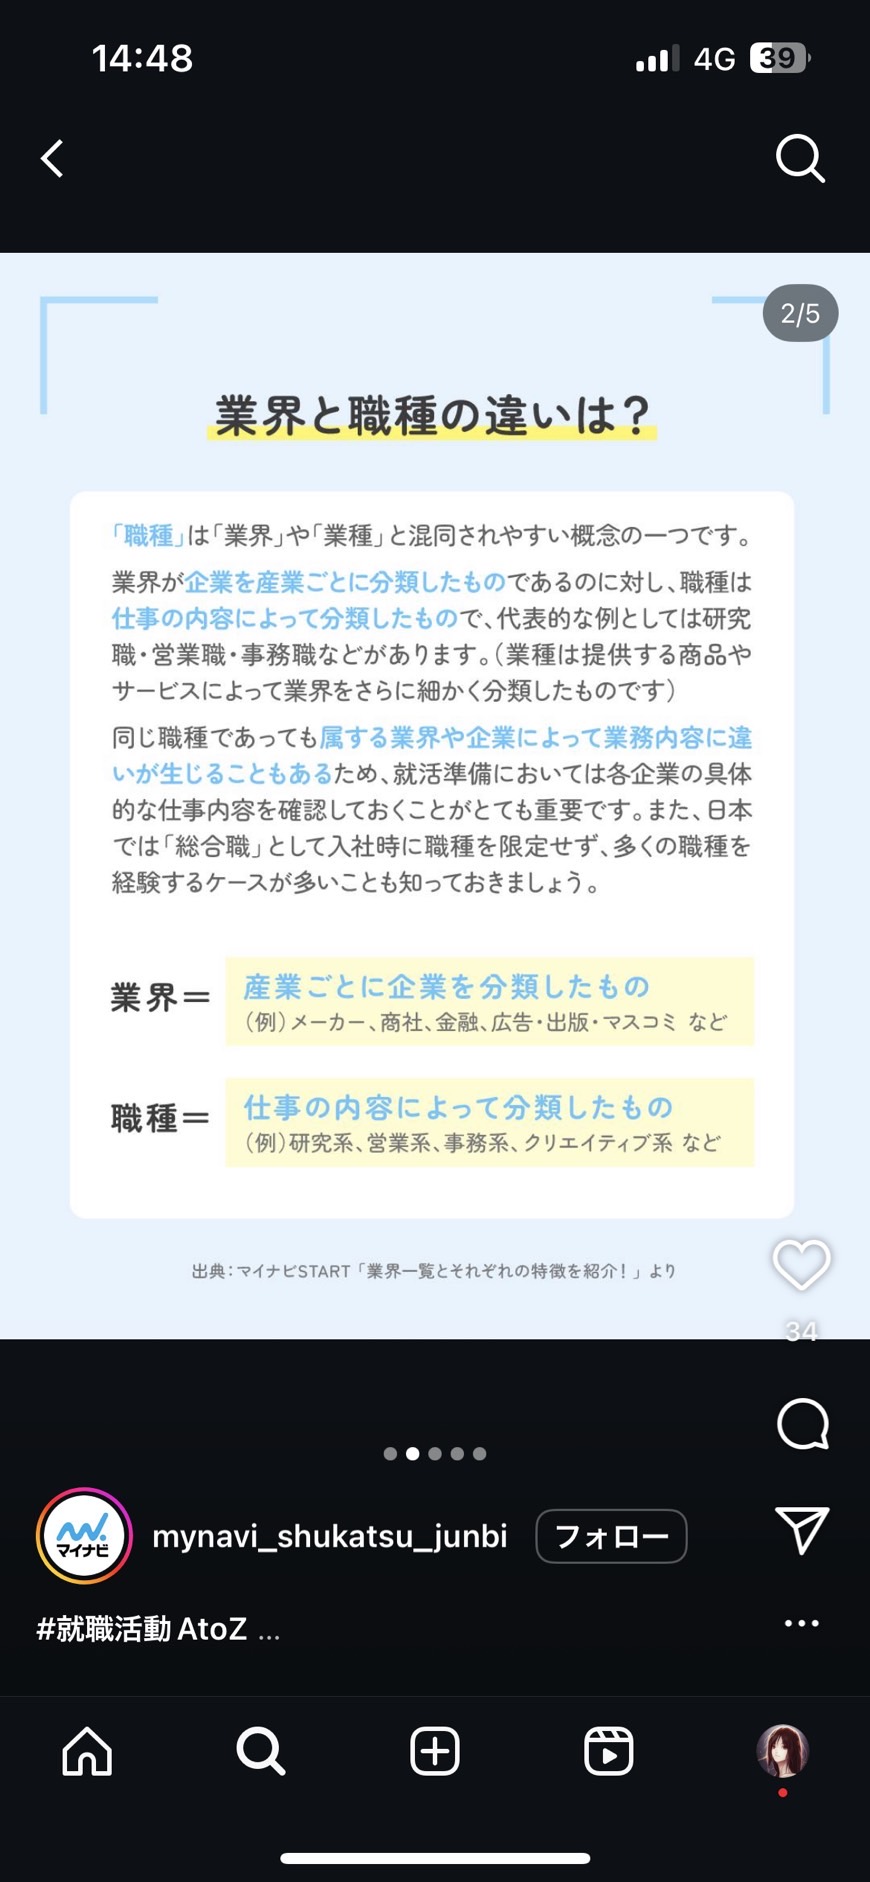 14:48
4G
39
2/5
業界と職種の違いは?
「職種」は「業界」や「業種」と混同されやすい概念の一つです。
業界が企業を産業ごとに分類したものであるのに対し、職種は
仕事の内容によって分類したもので、代表的な例としては研究
職・営業職・事務職などがあります。(業種は提供する商品や
サービスによって業界をさらに細かく分類したものです)
同じ職種であっても属する業界や企業によって業務内容に違
いが生じることもあるため、就活準備においては各企業の具体
的な仕事内容を確認しておくことがとても重要です。また、日本
では「総合職」として入社時に職種を限定せず、多くの職種を
経験するケースが多いことも知っておきましょう。
業界= 産業ごとに企業を分類したもの
(例)メーカー、商社、金融、広告・出版・マスコミ など
職種= 仕事の内容によって分類したもの
(例)研究系、営業系、事務系、クリエイティブ系 など
出典:マイナビSTART「業界一覧とそれぞれの特徴を紹介!」より
34
マイナビ
mynavi_shukatsu_junbi
フォロー
#就職活動 AtoZ ...